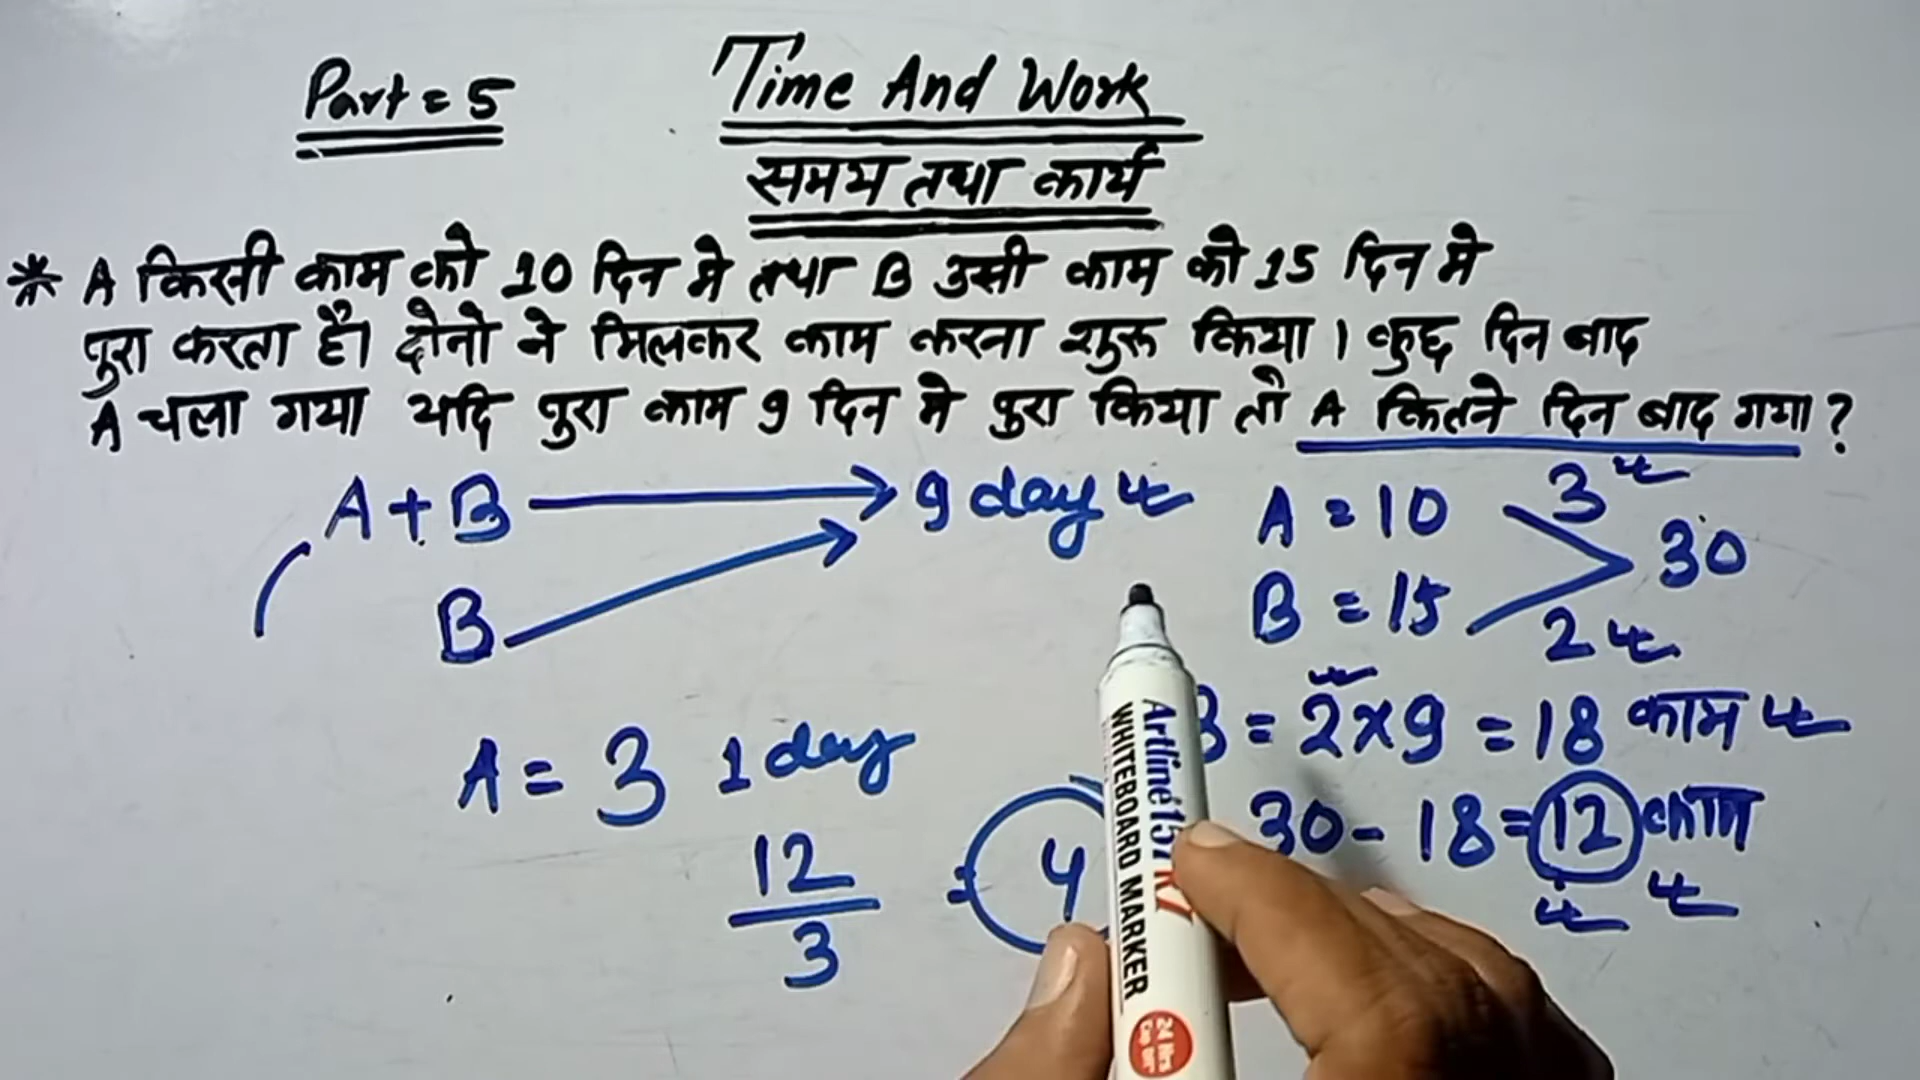 Part = 5
Time And Work
समय तथा कार्य
* A किसी काम को 10 दिन मे तथा B उसी काम को 15 दिन मे
पुरा करता है। दोनो ने मिलकर काम करना शुरू किया। कुछ दिन बाद
A चला गया यदि पुरा काम 9 दिन मे पुरा किया तो A कितने दिन बाद गया?
A + B → 9 day
B
A = 10 3
30
B = 15 2
B = 2×9 = 18 काम
30 - 18 = 12 काम
A = 3 1 day
12/3 = 4
Artline 157R
WHITEBOARD MARKER